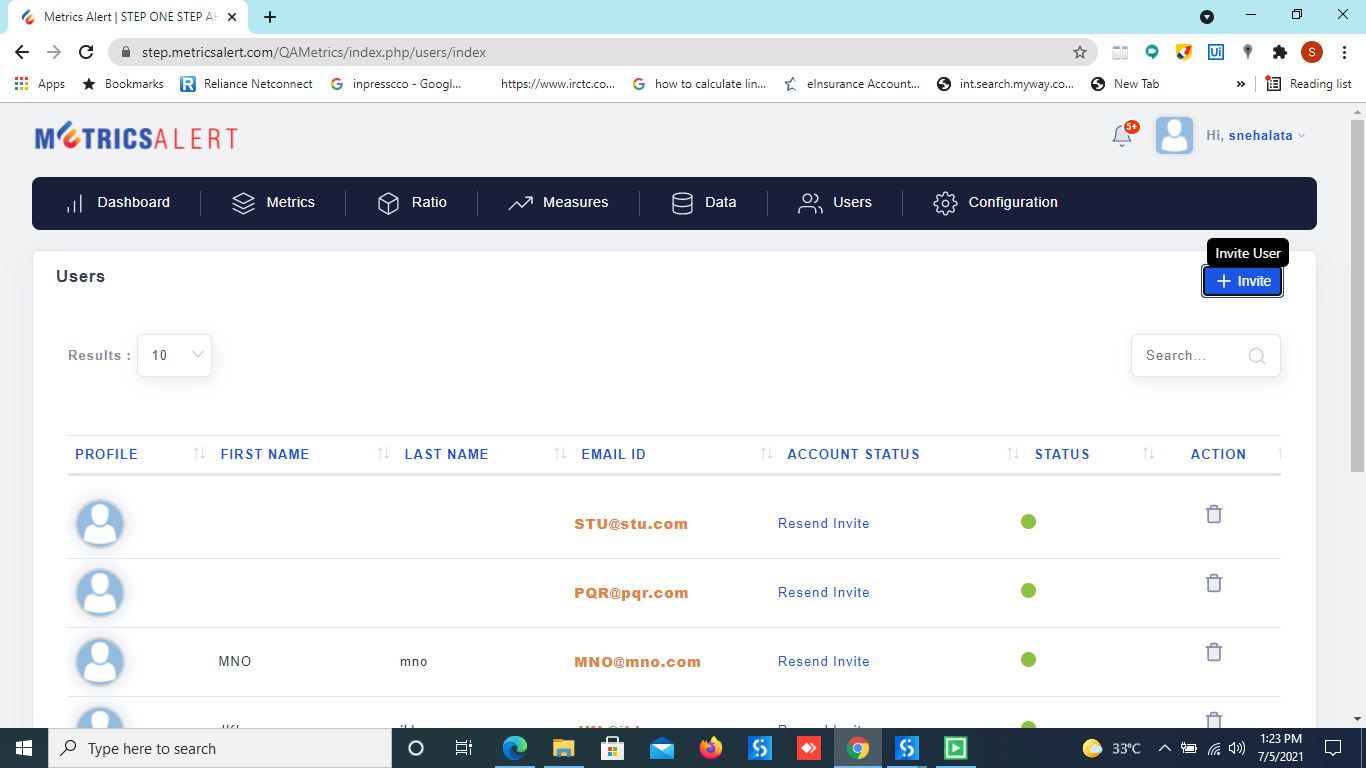 Metrics Alert | STEP ONE STEP AH
step.metricsalert.com/QAMetrics/index.php/users/index
S
Apps Bookmarks Reliance Netconnect inpresscco - Googl... https://www.irctc.co... how to calculate lin... eInsurance Account... int.search.myway.co... New Tab » Reading list
METRICSALERT
5+
Hi, snehalata
Dashboard Metrics Ratio Measures Data Users Configuration
Invite User
Users
+ Invite
Results : 10
Search...
PROFILE FIRST NAME LAST NAME EMAIL ID ACCOUNT STATUS STATUS ACTION
STU@stu.com Resend Invite
PQR@pqr.com Resend Invite
MNO mno MNO@mno.com Resend Invite
Type here to search
33°C
1:23 PM
7/5/2021